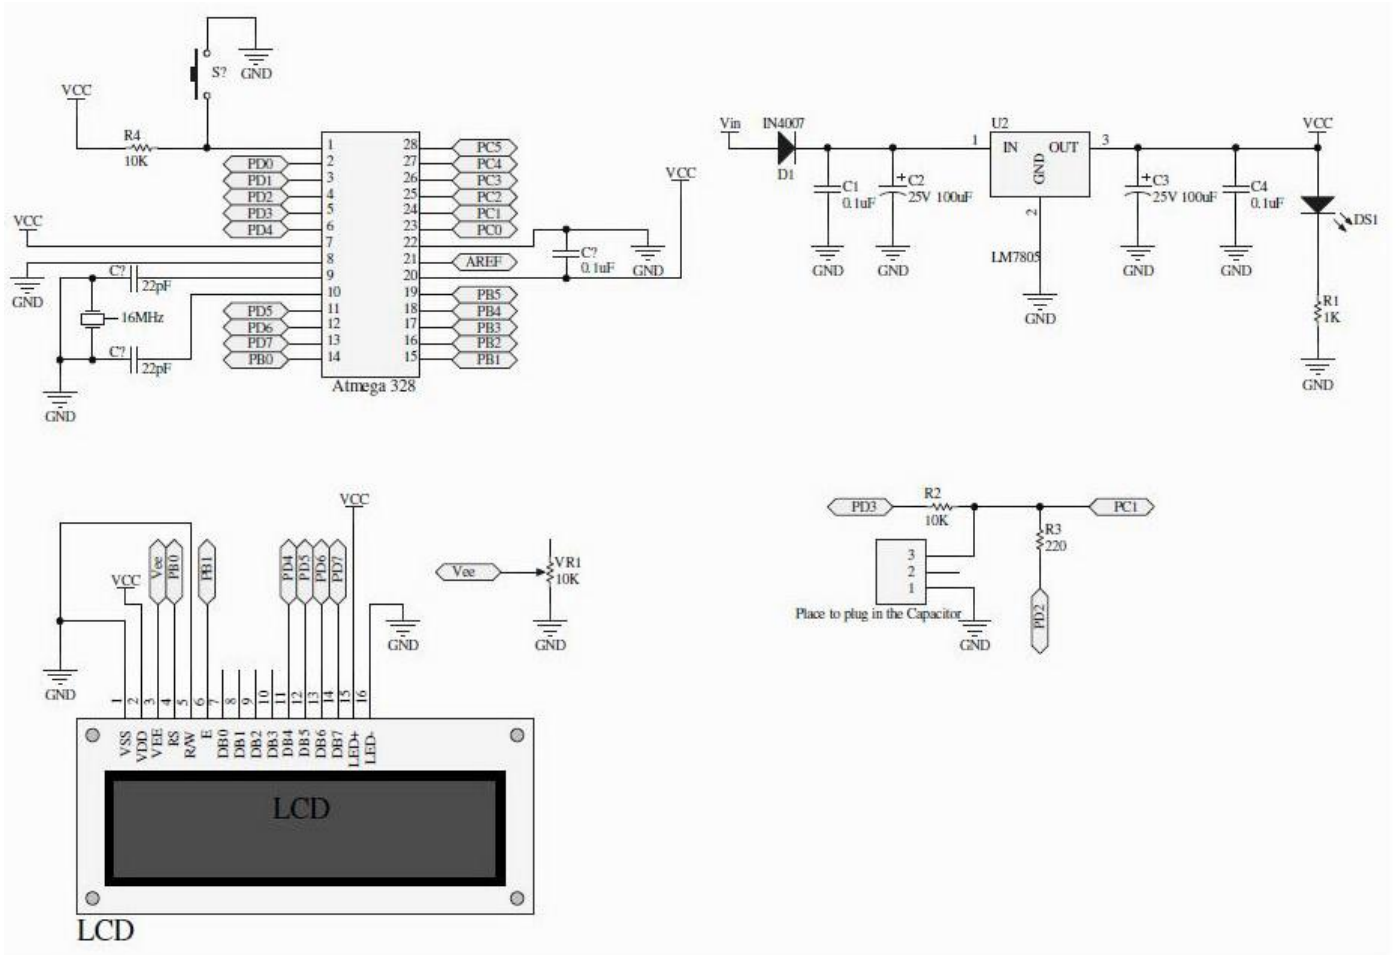 S?
GND
VCC
R4
10K
PD0
PD1
PD2
PD3
PD4
VCC
GND
C?
22pF
16MHz
C?
22pF
GND
PD5
PD6
PD7
PB0
1
2
3
4
5
6
7
8
9
10
11
12
13
14
28
27
26
25
24
23
22
21
20
19
18
17
16
15
Atmega 328
PC5
PC4
PC3
PC2
PC1
PC0
AREF
PB5
PB4
PB3
PB2
PB1
C?
0.1uF
GND
VCC
Vin
IN4007
D1
C1
0.1uF
GND
C2
25V 100uF
GND
U2
1
IN
OUT
GND
3
2
LM7805
GND
C3
25V 100uF
GND
C4
0.1uF
GND
VCC
DS1
R1
1K
GND
VCC
VCC
Vee
PB0
PB1
PD4
PD5
PD6
PD7
GND
GND
1
2
3
4
5
6
7
8
9
10
11
12
13
14
15
16
VSS
VDD
VEE
RS
R/W
E
DB0
DB1
DB2
DB3
DB4
DB5
DB6
DB7
LED+
LED-
LCD
LCD
Vee
VR1
10K
GND
PD3
R2
10K
PC1
R3
220
PD2
3
2
1
Place to plug in the Capacitor
GND